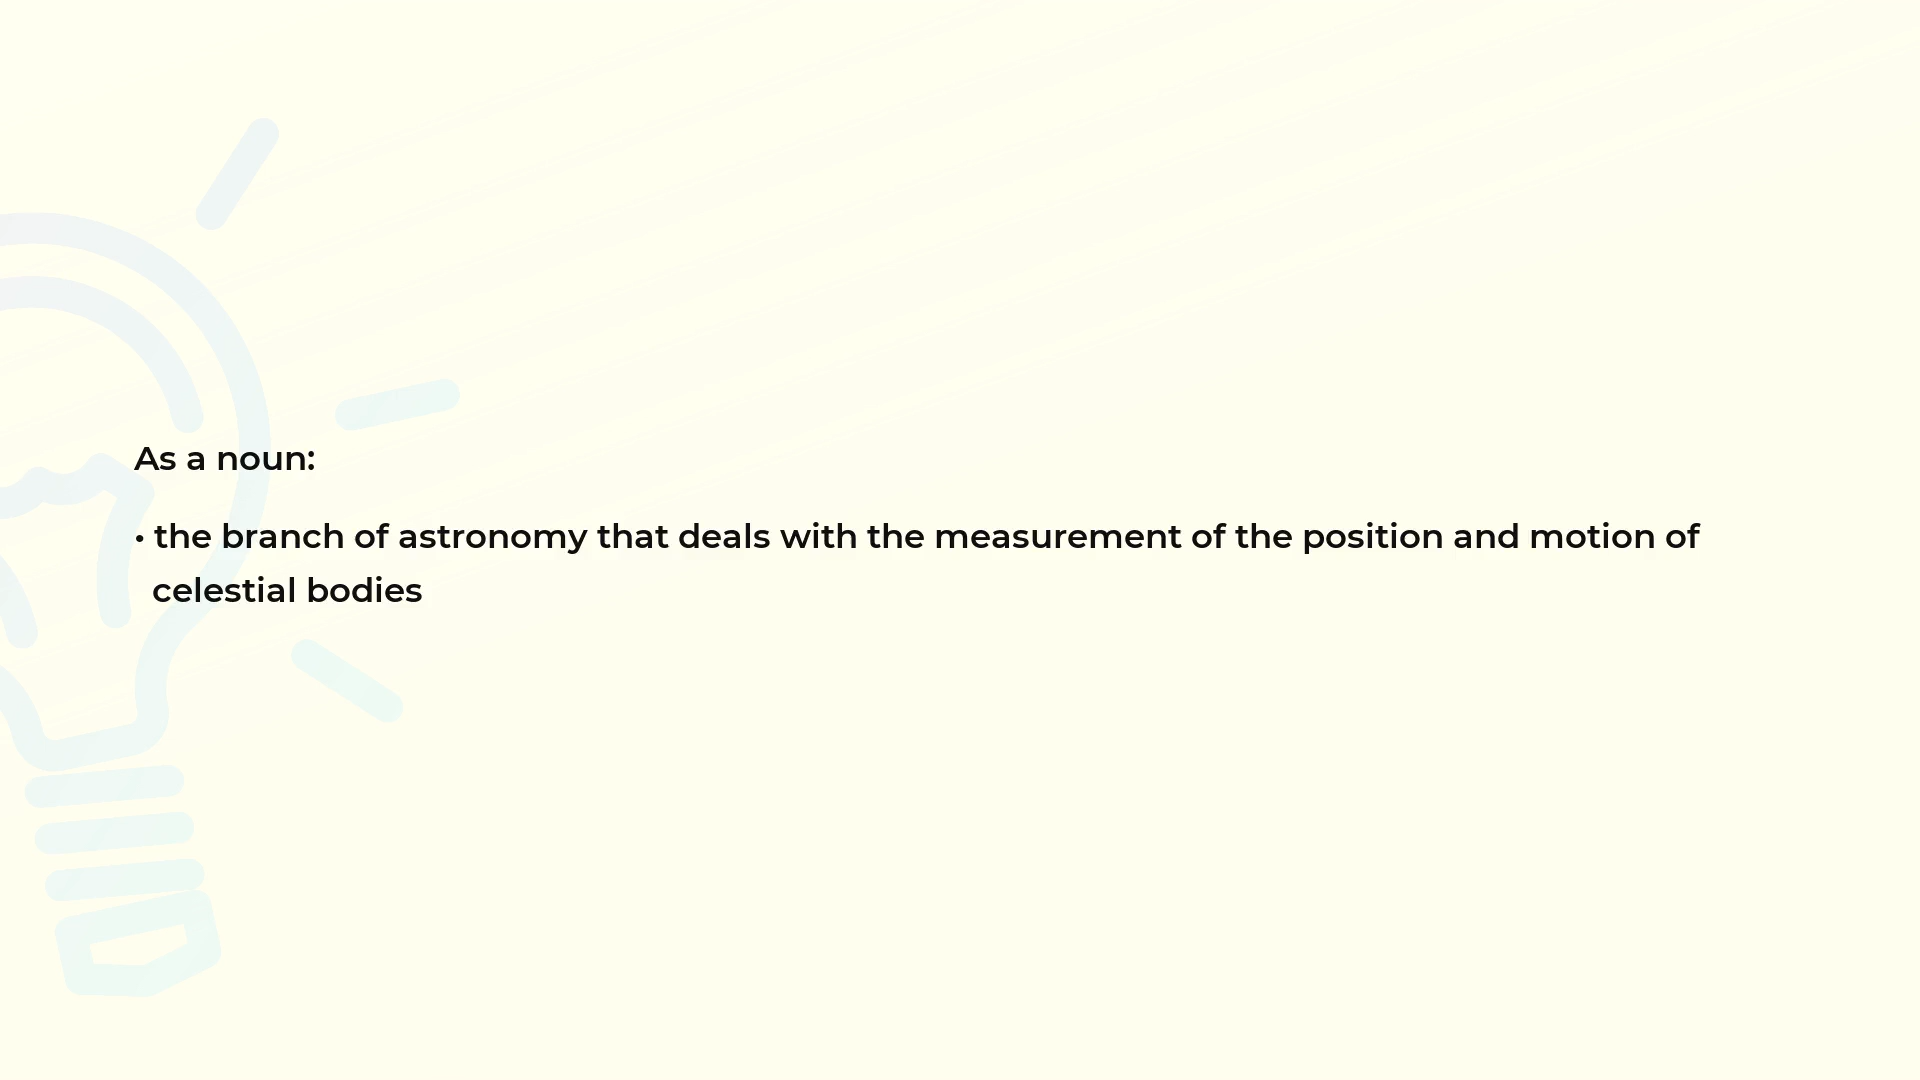 As a noun:
• the branch of astronomy that deals with the measurement of the position and motion of
celestial bodies